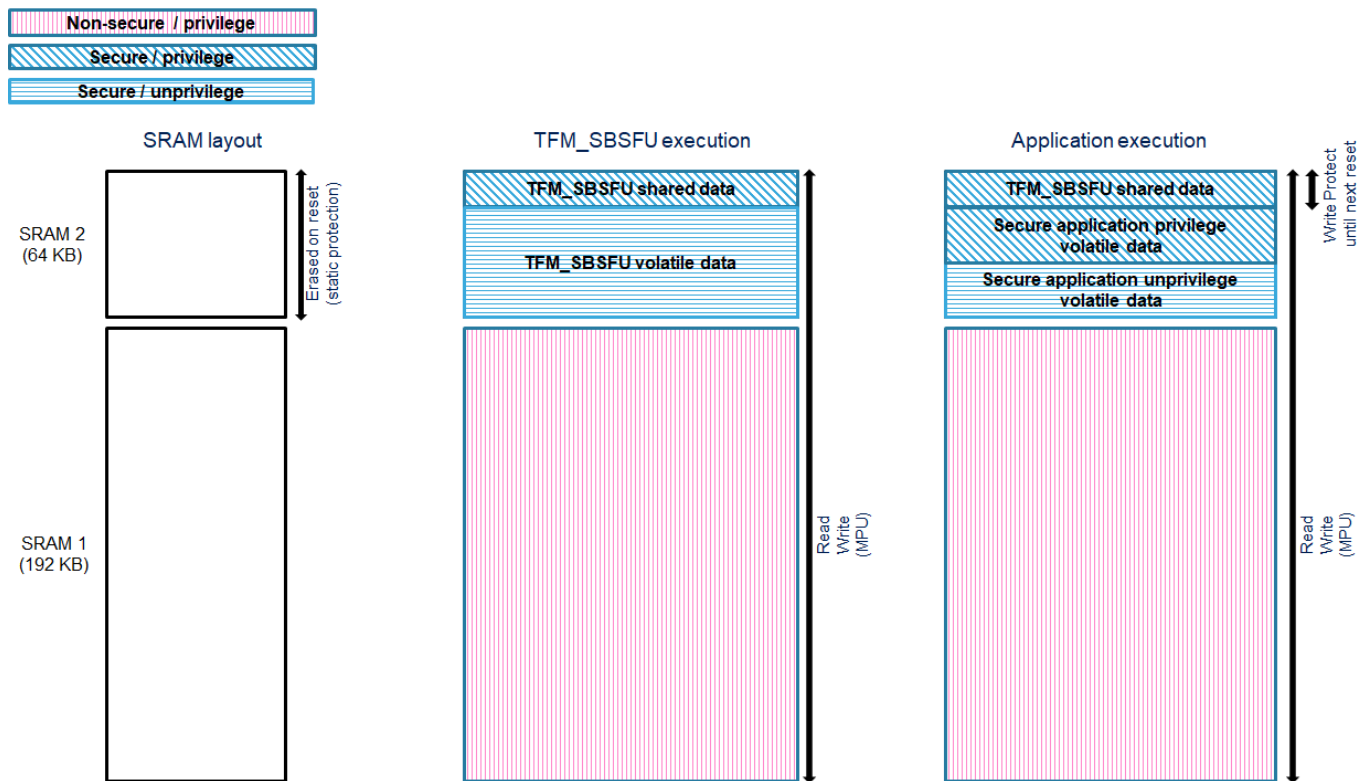 Non-secure / privilege
Secure / privilege
Secure / unprivilege
SRAM layout
TFM_SBSFU execution
Application execution
SRAM 2
(64 KB)
Erased on reset
(static protection)
TFM_SBSFU shared data
TFM_SBSFU volatile data
TFM_SBSFU shared data
Secure application privilege
volatile data
Secure application unprivilege
volatile data
Write Protect
until next reset
SRAM 1
(192 KB)
Read
Write
(MPU)
Read
Write
(MPU)